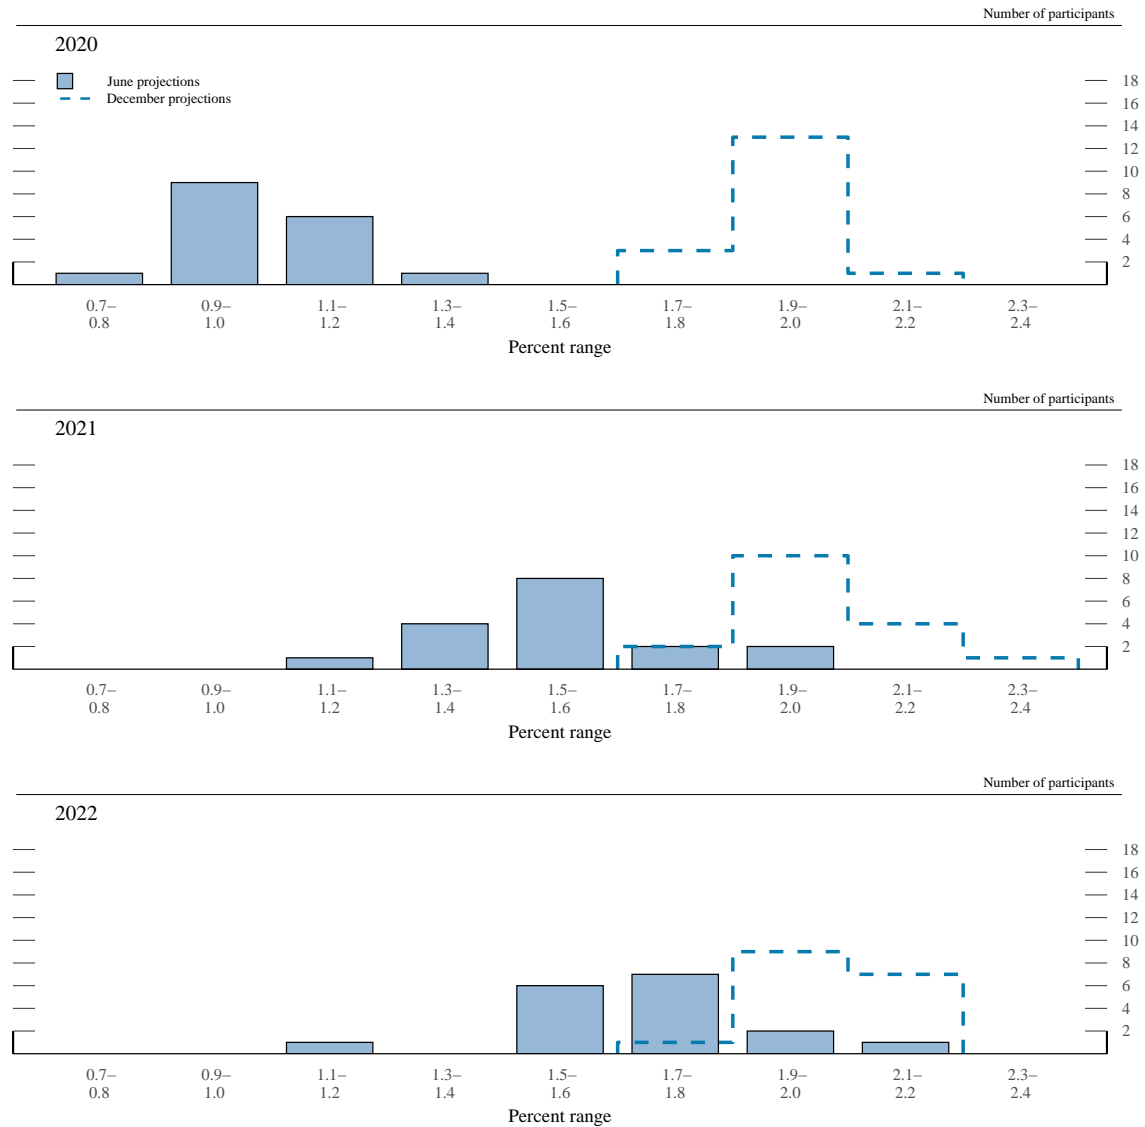 Number of participants
2020
June projections
December projections
18
16
14
12
10
8
6
4
2
0.7– 0.9– 1.1– 1.3– 1.5– 1.7– 1.9– 2.1– 2.3–
0.8 1.0 1.2 1.4 1.6 1.8 2.0 2.2 2.4
Percent range
Number of participants
2021
18
16
14
12
10
8
6
4
2
0.7– 0.9– 1.1– 1.3– 1.5– 1.7– 1.9– 2.1– 2.3–
0.8 1.0 1.2 1.4 1.6 1.8 2.0 2.2 2.4
Percent range
Number of participants
2022
18
16
14
12
10
8
6
4
2
0.7– 0.9– 1.1– 1.3– 1.5– 1.7– 1.9– 2.1– 2.3–
0.8 1.0 1.2 1.4 1.6 1.8 2.0 2.2 2.4
Percent range